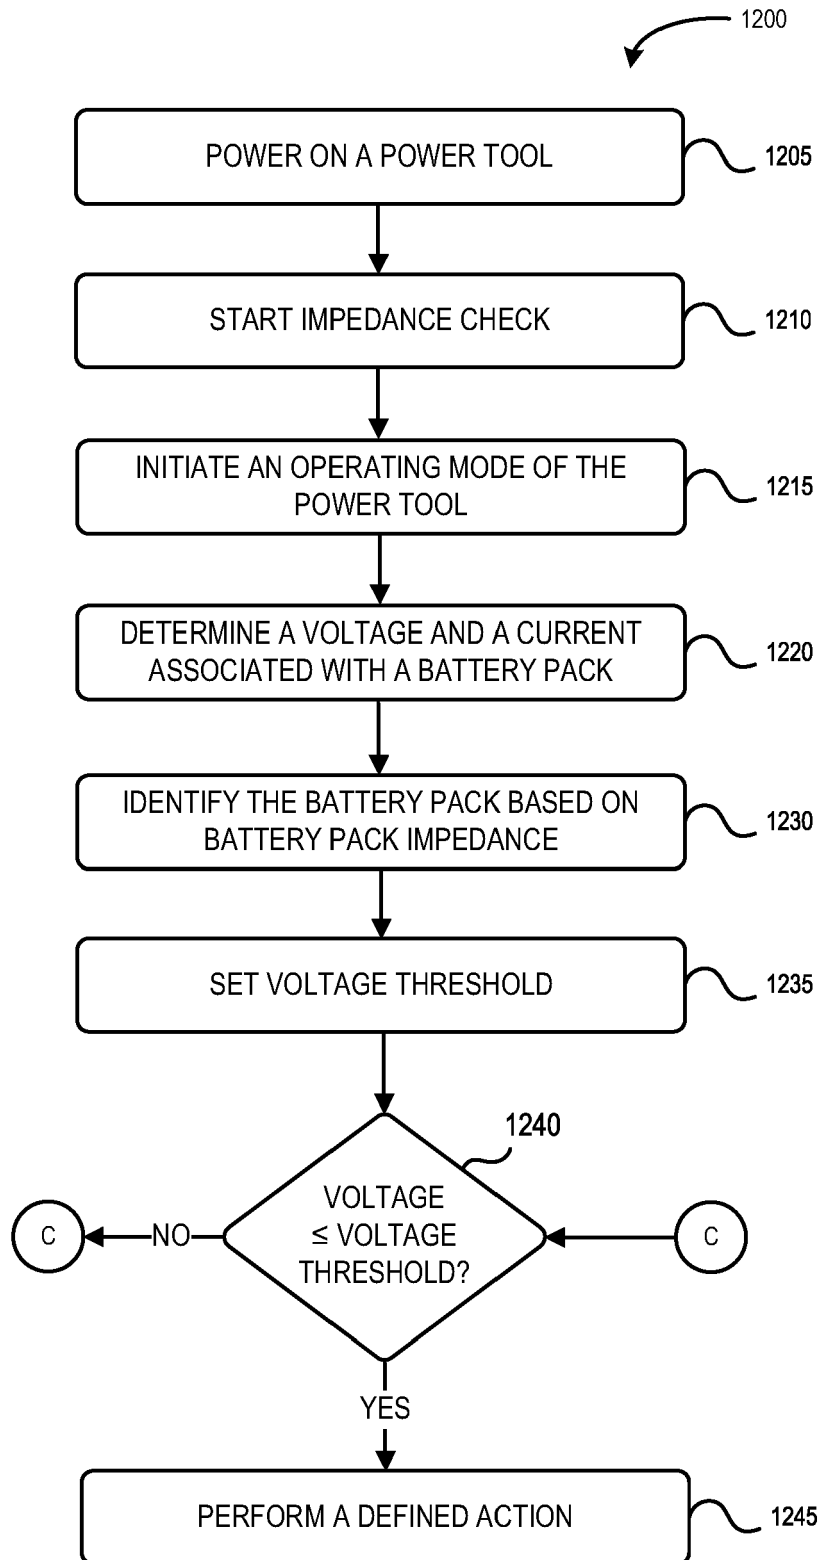 1200
POWER ON A POWER TOOL
1205
START IMPEDANCE CHECK
1210
INITIATE AN OPERATING MODE OF THE
POWER TOOL
1215
DETERMINE A VOLTAGE AND A CURRENT
ASSOCIATED WITH A BATTERY PACK
1220
IDENTIFY THE BATTERY PACK BASED ON
BATTERY PACK IMPEDANCE
1230
SET VOLTAGE THRESHOLD
1235
1240
VOLTAGE
≤ VOLTAGE
THRESHOLD?
C
NO
C
YES
PERFORM A DEFINED ACTION
1245